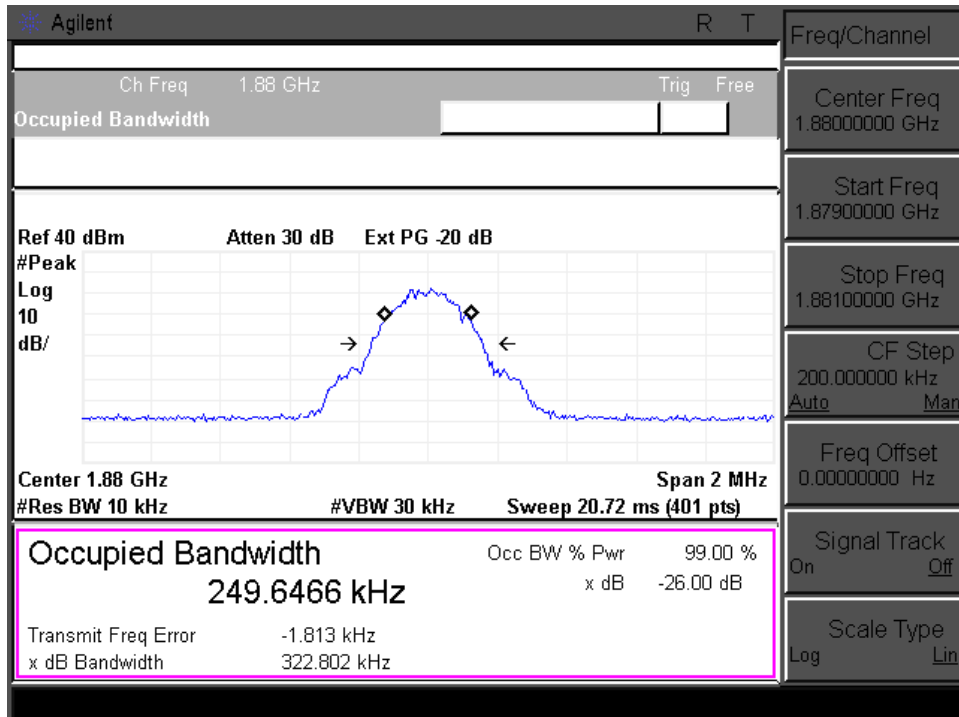 Agilent R T
Ch Freq 1.88 GHz Trig Free
Occupied Bandwidth
Ref 40 dBm Atten 30 dB Ext PG -20 dB
#Peak
Log
10
dB/
Center 1.88 GHz Span 2 MHz
#Res BW 10 kHz #VBW 30 kHz Sweep 20.72 ms (401 pts)
Occupied Bandwidth Occ BW % Pwr 99.00 %
249.6466 kHz x dB -26.00 dB
Transmit Freq Error -1.813 kHz
x dB Bandwidth 322.802 kHz
Freq/Channel
Center Freq
1.88000000 GHz
Start Freq
1.87900000 GHz
Stop Freq
1.88100000 GHz
CF Step
200.000000 kHz
Auto Man
Freq Offset
0.00000000 Hz
Signal Track
On Off
Scale Type
Log Lin